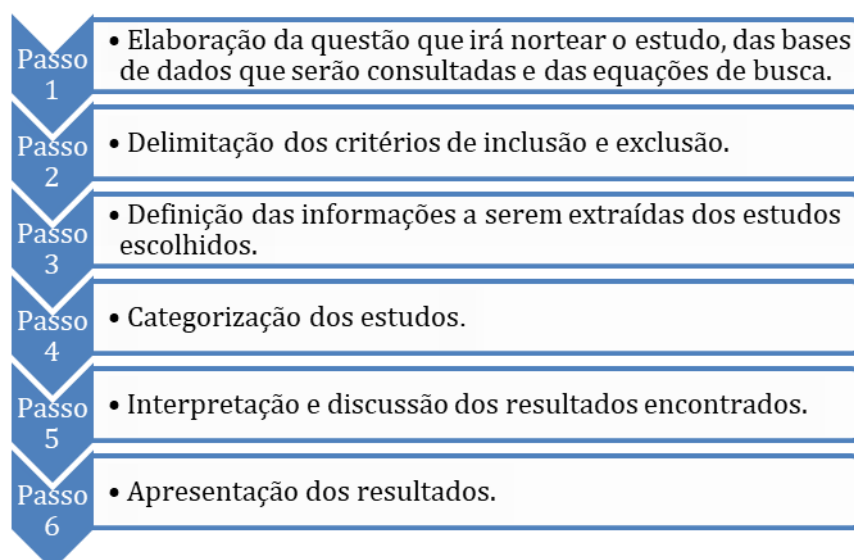 Passo
1
• Elaboração da questão que irá nortear o estudo, das bases
de dados que serão consultadas e das equações de busca.
Passo
2
• Delimitação dos critérios de inclusão e exclusão.
Passo
3
• Definição das informações a serem extraídas dos estudos
escolhidos.
Passo
4
• Categorização dos estudos.
Passo
5
• Interpretação e discussão dos resultados encontrados.
Passo
6
• Apresentação dos resultados.